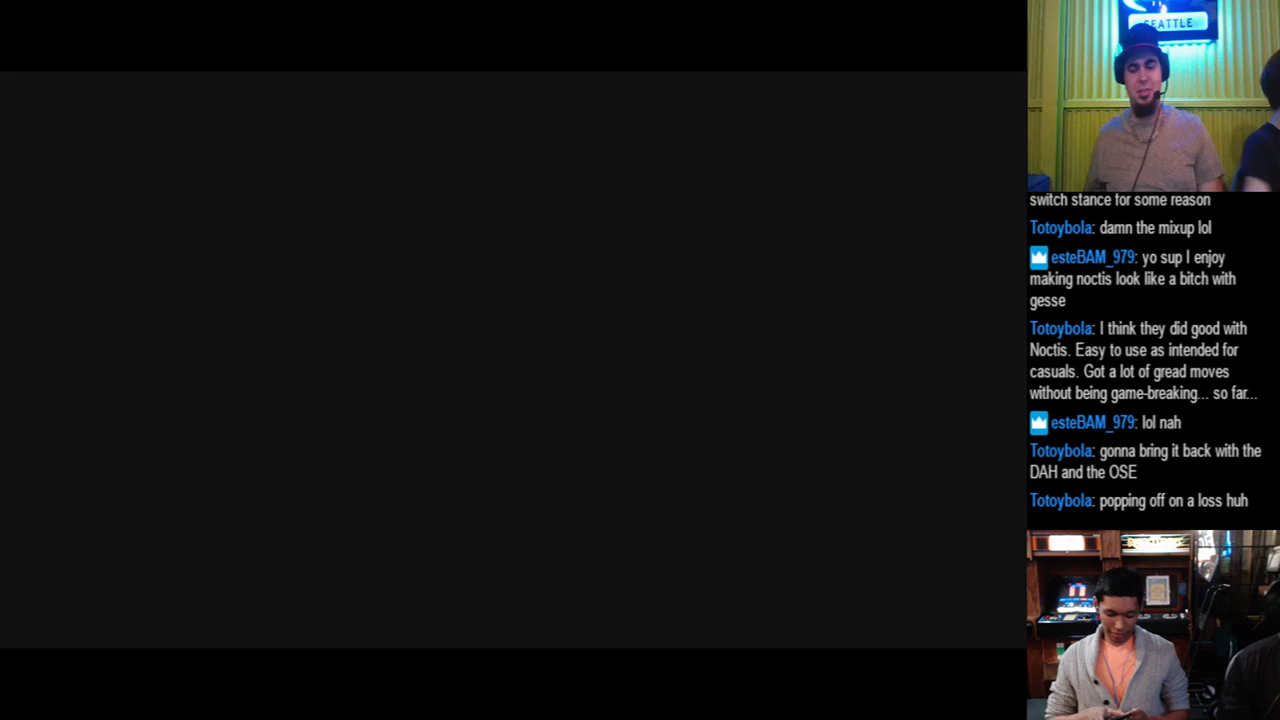 SEATTLE
switch stance for some reason
Totoybola: damn the mixup lol
esteBAM_979: yo sup I enjoy
making noctis look like a bitch with
gesse
Totoybola: I think they did good with
Noctis. Easy to use as intended for
casuals. Got a lot of gread moves
without being game-breaking... so far...
esteBAM_979: lol nah
Totoybola: gonna bring it back with the
DAH and the OSE
Totoybola: popping off on a loss huh